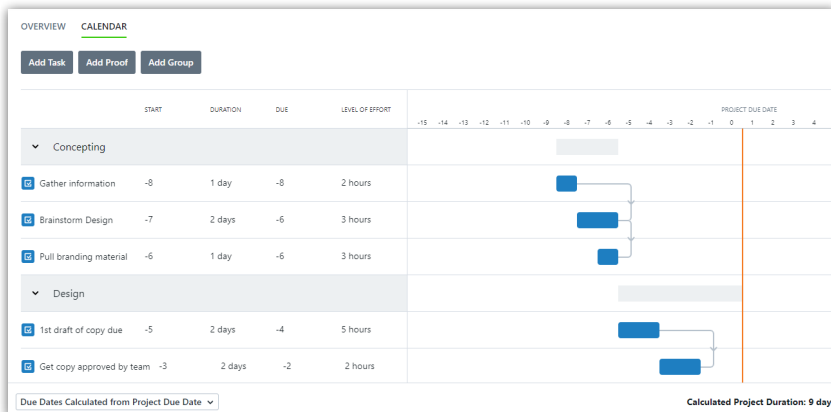 OVERVIEW CALENDAR
Add Task Add Proof Add Group
START DURATION DUE LEVEL OF EFFORT PROJECT DUE DATE
-15 -14 -13 -12 -11 -10 -9 -8 -7 -6 -5 -4 -3 -2 -1 0 1 2 3 4
Concepting
Gather information -8 1 day -8 2 hours
Brainstorm Design -7 2 days -6 3 hours
Pull branding material -6 1 day -6 3 hours
Design
1st draft of copy due -5 2 days -4 5 hours
Get copy approved by team -3 2 days -2 2 hours
Due Dates Calculated from Project Due Date Calculated Project Duration: 9 day